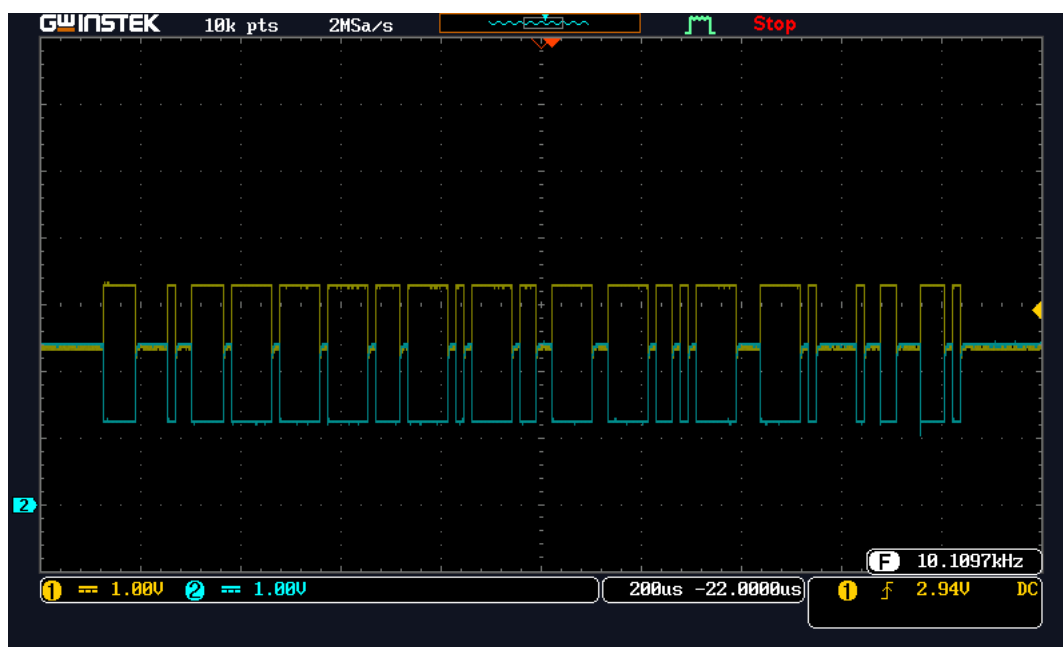 GWINSTEK 10k pts 2MSa/s Stop
2
F 10.1097kHz
1 1.00V 2 1.00V 200us -22.0000us 1 2.94V DC